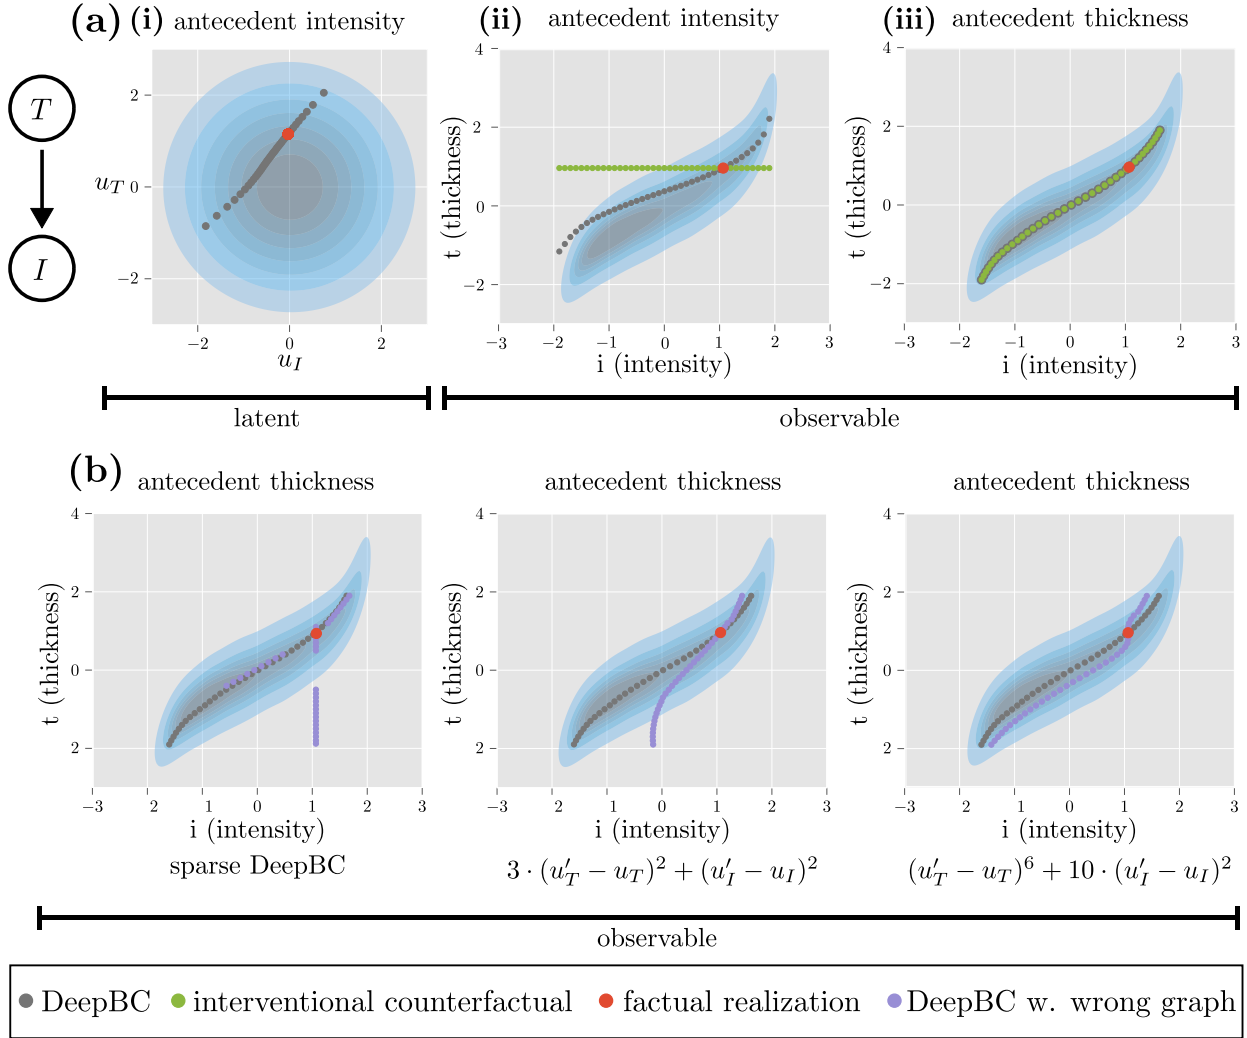 (a) (i) antecedent intensity
(ii) antecedent intensity
(iii) antecedent thickness
T
I
u_T
2
0
−2
−2 0 2
u_I
t (thickness)
4
2
0
−2
−3 −2 −1 0 1 2 3
i (intensity)
t (thickness)
4
2
0
−2
−3 −2 −1 0 1 2 3
i (intensity)
latent
observable
(b)
antecedent thickness
antecedent thickness
antecedent thickness
t (thickness)
4
2
0
2
−3 2 1 0 1 2 3
i (intensity)
sparse DeepBC
t (thickness)
4
2
0
2
−3 2 1 0 1 2 3
i (intensity)
3 · (u′_T − u_T)² + (u′_I − u_I)²
t (thickness)
4
2
0
2
−3 2 1 0 1 2 3
i (intensity)
(u′_T − u_T)⁶ + 10 · (u′_I − u_I)²
observable
DeepBC interventional counterfactual factual realization DeepBC w. wrong graph